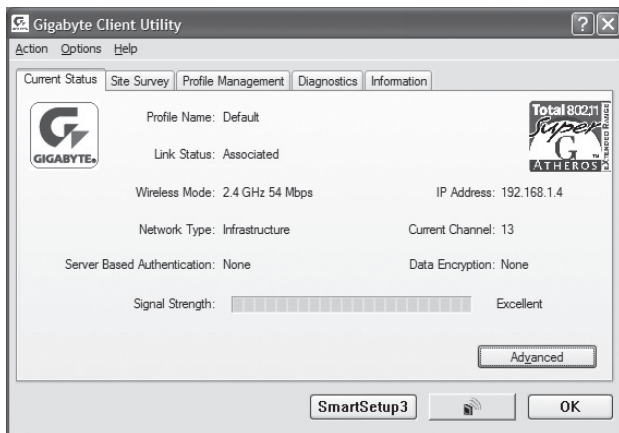 Gigabyte Client Utility
Action Options Help
Current Status Site Survey Profile Management Diagnostics Information
GIGABYTE
Total 802.11
Super
G
ATHEROS
EXTENDED RANGE
Profile Name: Default
Link Status: Associated
Wireless Mode: 2.4 GHz 54 Mbps IP Address: 192.168.1.4
Network Type: Infrastructure Current Channel: 13
Server Based Authentication: None Data Encryption: None
Signal Strength: Excellent
Advanced
SmartSetup3 OK